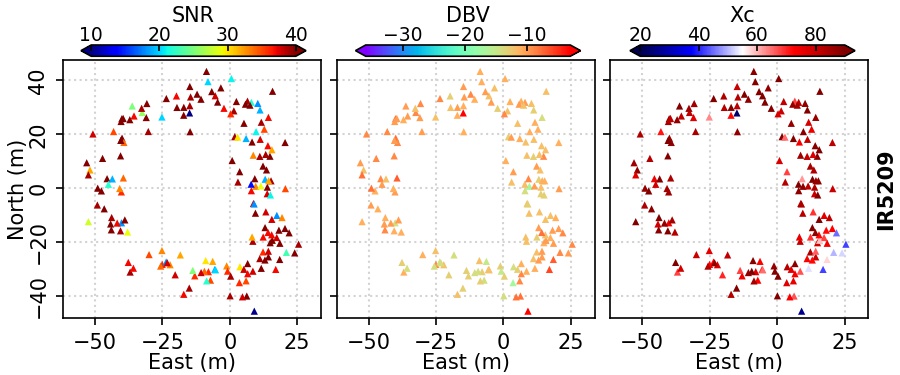 SNR DBV Xc
10 20 30 40 −30 −20 −10 20 40 60 80
40
20
0
−20
−40
North (m)
−50 −25 0 25 −50 −25 0 25 −50 −25 0 25
East (m) East (m) East (m)
IR5209